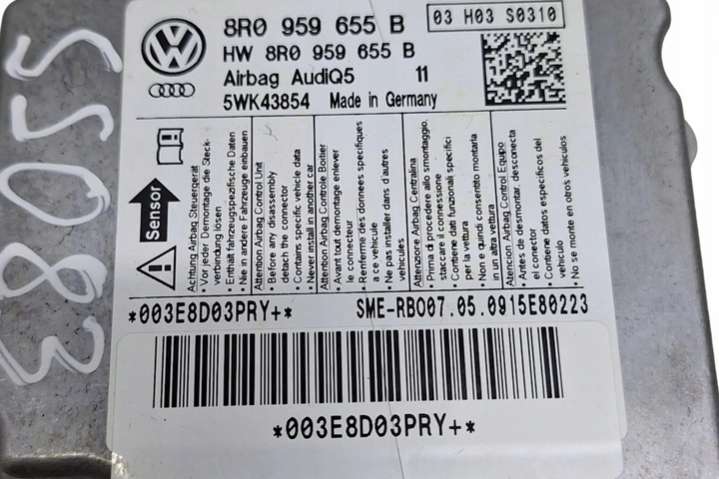 8R0 959 655 B
03 H03 S0310
HW 8R0 959 655 B
Airbag AudiQ5 11
5WK43854 Made in Germany
Sensor
Achtung Airbag Steuergerät
• Vor jeder Demontage die Steck-
verbindung lösen
• Enthält fahrzeugspezifische Daten
• Nie in andere Fahrzeuge einbauen
Attention Airbag Control Unit
• Before any disassembly
detach the connector
• Contains specific vehicle data
• Never install in another car
Attention Airbag Controle Boitier
• Avant tout demontage enlever
le connecteur
• Renferme des donnees specifiques
a ce vehicule
• Ne pas installer dans d'autres
vehicules
Attenzione Airbag Centralina
• Prima di procedere allo smontaggio,
staccare il connessione
• Contiene dati funzionali specifici
per la vettura
• Non e quindi consentito montarla
in un altra vettura
Atencion Airbag Control Equipo
• Antes de desmontar, desconecta
el conector
• Contiene datos especificos del
vehiculo
• No se monte en otros vehiculos
*003E8D03PRY+*
SME-RB007.05.0915E80223
*003E8D03PRY+*
SS083